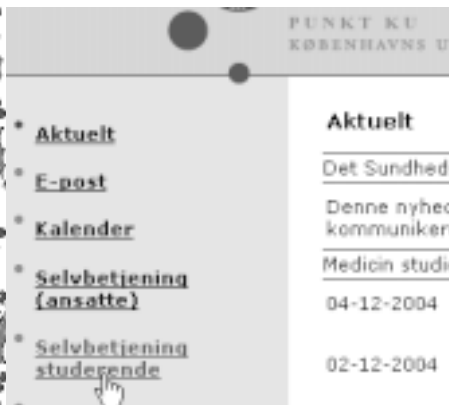 PUNKT KU
KØBENHAVNS U
Aktuelt
E-post
Kalender
Selvbetjening
(ansatte)
Selvbetjening
studerende
Aktuelt
Det Sundhed
Denne nyhed
kommuniker
Medicin studi
04-12-2004
02-12-2004